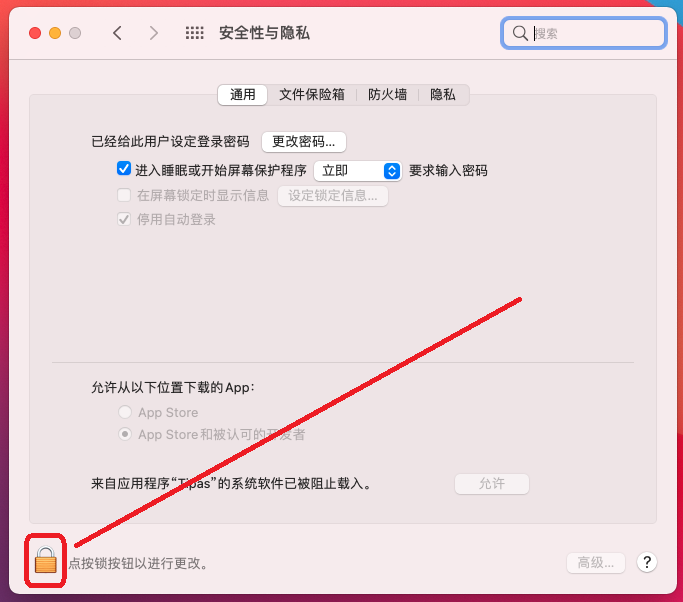 安全性与隐私
搜索
通用 文件保险箱 防火墙 隐私
已经给此用户设定登录密码 更改密码...
进入睡眠或开始屏幕保护程序 立即 要求输入密码
在屏幕锁定时显示信息 设定锁定信息...
停用自动登录
允许从以下位置下载的App：
App Store
App Store和被认可的开发者
来自应用程序“Tipas”的系统软件已被阻止载入。 允许
点按锁按钮以进行更改。 高级... ?